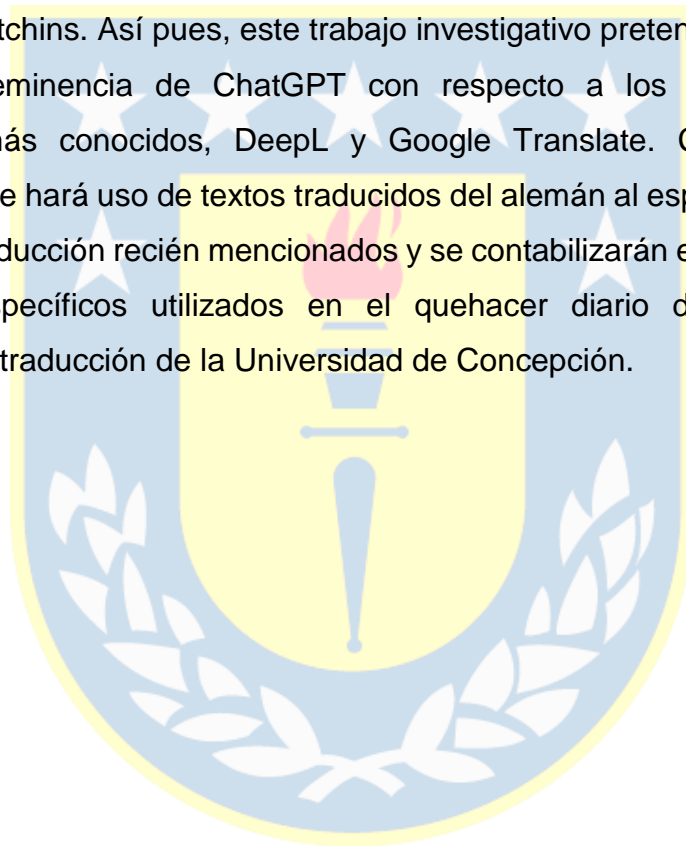 tchins. Así pues, este trabajo investigativo preten
eminencia de ChatGPT con respecto a los
más conocidos, DeepL y Google Translate. C
e hará uso de textos traducidos del alemán al esp
ducción recién mencionados y se contabilizarán e
specíficos utilizados en el quehacer diario d
traducción de la Universidad de Concepción.